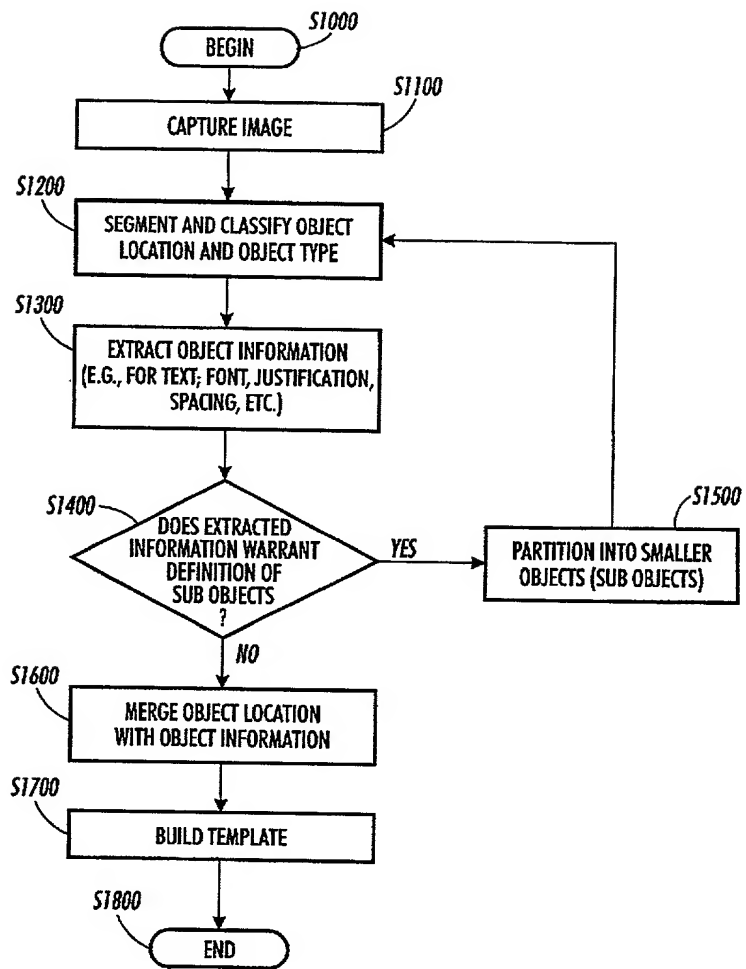 S1000
BEGIN
S1100
CAPTURE IMAGE
S1200
SEGMENT AND CLASSIFY OBJECT
LOCATION AND OBJECT TYPE
S1300
EXTRACT OBJECT INFORMATION
(E.G., FOR TEXT; FONT, JUSTIFICATION,
SPACING, ETC.)
S1400
DOES EXTRACTED
INFORMATION WARRANT
DEFINITION OF
SUB OBJECTS
?
YES
S1500
PARTITION INTO SMALLER
OBJECTS (SUB OBJECTS)
NO
S1600
MERGE OBJECT LOCATION
WITH OBJECT INFORMATION
S1700
BUILD TEMPLATE
S1800
END